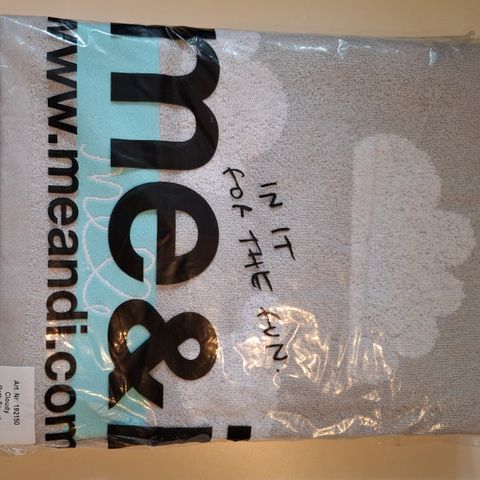 www.meandi.com
me&i
IN IT
for THE FUN.
Art. Nr: 192150
Cloudy